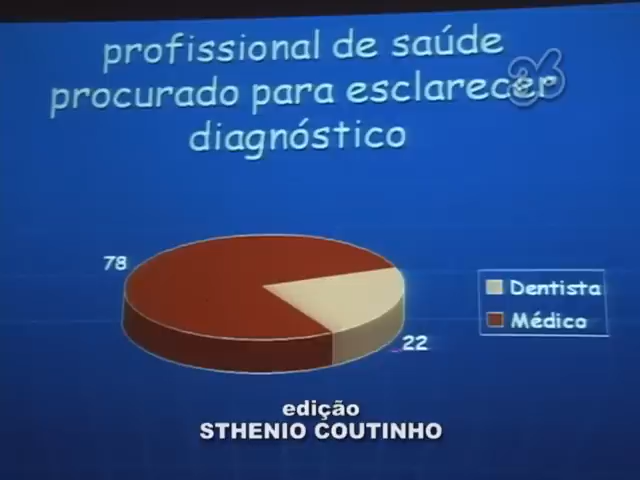 profissional de saúde
procurado para esclarecer
diagnóstico
78
Dentista
Médico
22
edição
STHENIO COUTINHO